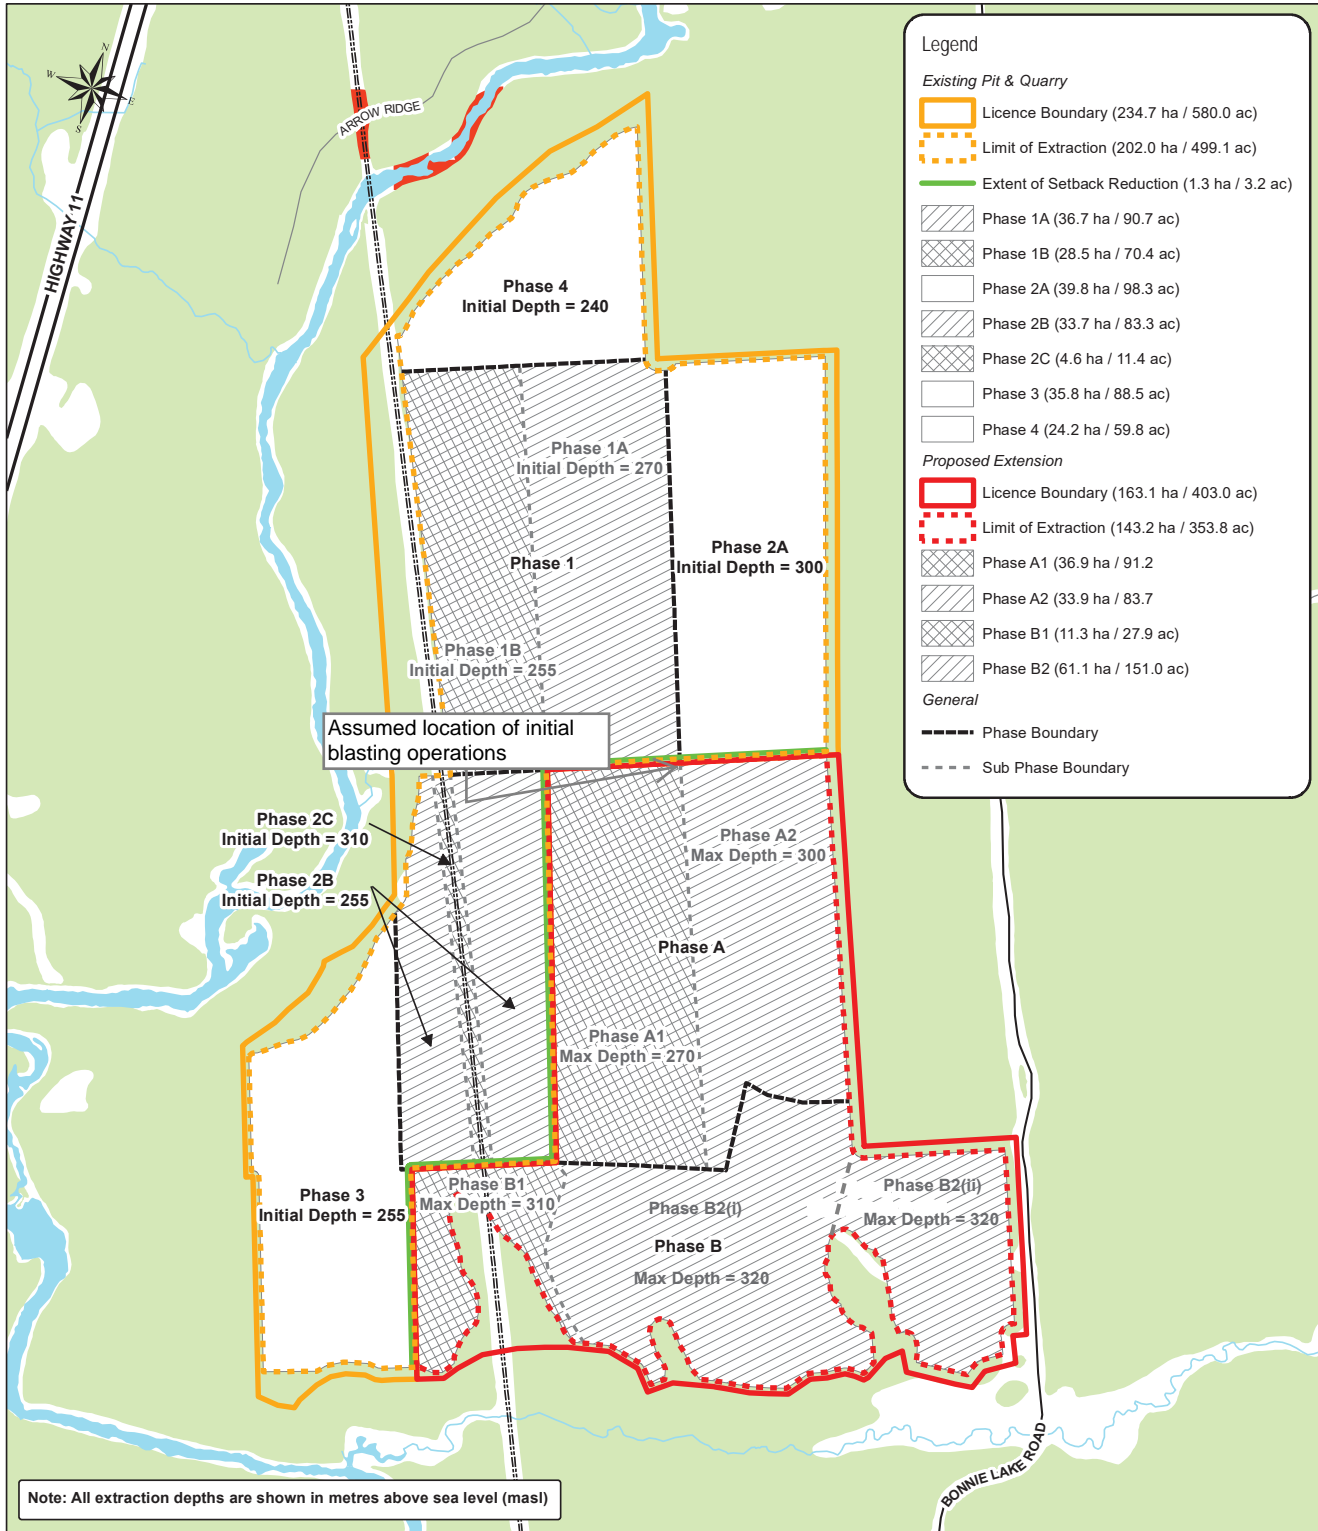 N
W
E
S
HIGHWAY 11
ARROW RIDGE
Phase 4
Initial Depth = 240
Phase 1A
Initial Depth = 270
Phase 1
Phase 2A
Initial Depth = 300
Phase 1B
Initial Depth = 255
Assumed location of initial
blasting operations
Phase 2C
Initial Depth = 310
Phase 2B
Initial Depth = 255
Phase A2
Max Depth = 300
Phase A
Phase A1
Max Depth = 270
Phase 3
Initial Depth = 255
Phase B1
Max Depth = 310
Phase B2(i)
Phase B
Max Depth = 320
Phase B2(ii)
Max Depth = 320
BONNIE LAKE ROAD
Note: All extraction depths are shown in metres above sea level (masl)
Legend
Existing Pit & Quarry
Licence Boundary (234.7 ha / 580.0 ac)
Limit of Extraction (202.0 ha / 499.1 ac)
Extent of Setback Reduction (1.3 ha / 3.2 ac)
Phase 1A (36.7 ha / 90.7 ac)
Phase 1B (28.5 ha / 70.4 ac)
Phase 2A (39.8 ha / 98.3 ac)
Phase 2B (33.7 ha / 83.3 ac)
Phase 2C (4.6 ha / 11.4 ac)
Phase 3 (35.8 ha / 88.5 ac)
Phase 4 (24.2 ha / 59.8 ac)
Proposed Extension
Licence Boundary (163.1 ha / 403.0 ac)
Limit of Extraction (143.2 ha / 353.8 ac)
Phase A1 (36.9 ha / 91.2
Phase A2 (33.9 ha / 83.7
Phase B1 (11.3 ha / 27.9 ac)
Phase B2 (61.1 ha / 151.0 ac)
General
Phase Boundary
Sub Phase Boundary